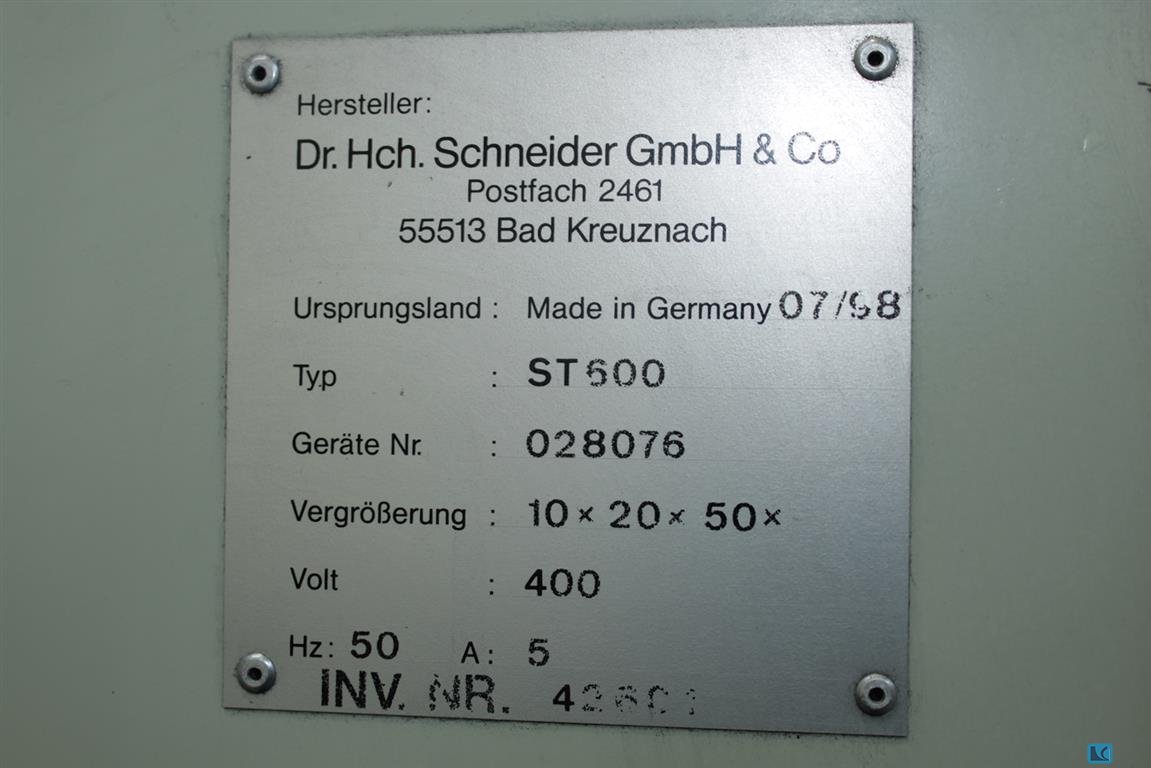 Hersteller:
Dr. Hch. Schneider GmbH & Co
Postfach 2461
55513 Bad Kreuznach
Ursprungsland : Made in Germany 07/98
Typ : ST600
Geräte Nr. : 028076
Vergrößerung : 10× 20× 50×
Volt : 400
Hz: 50 A: 5
INV. NR.